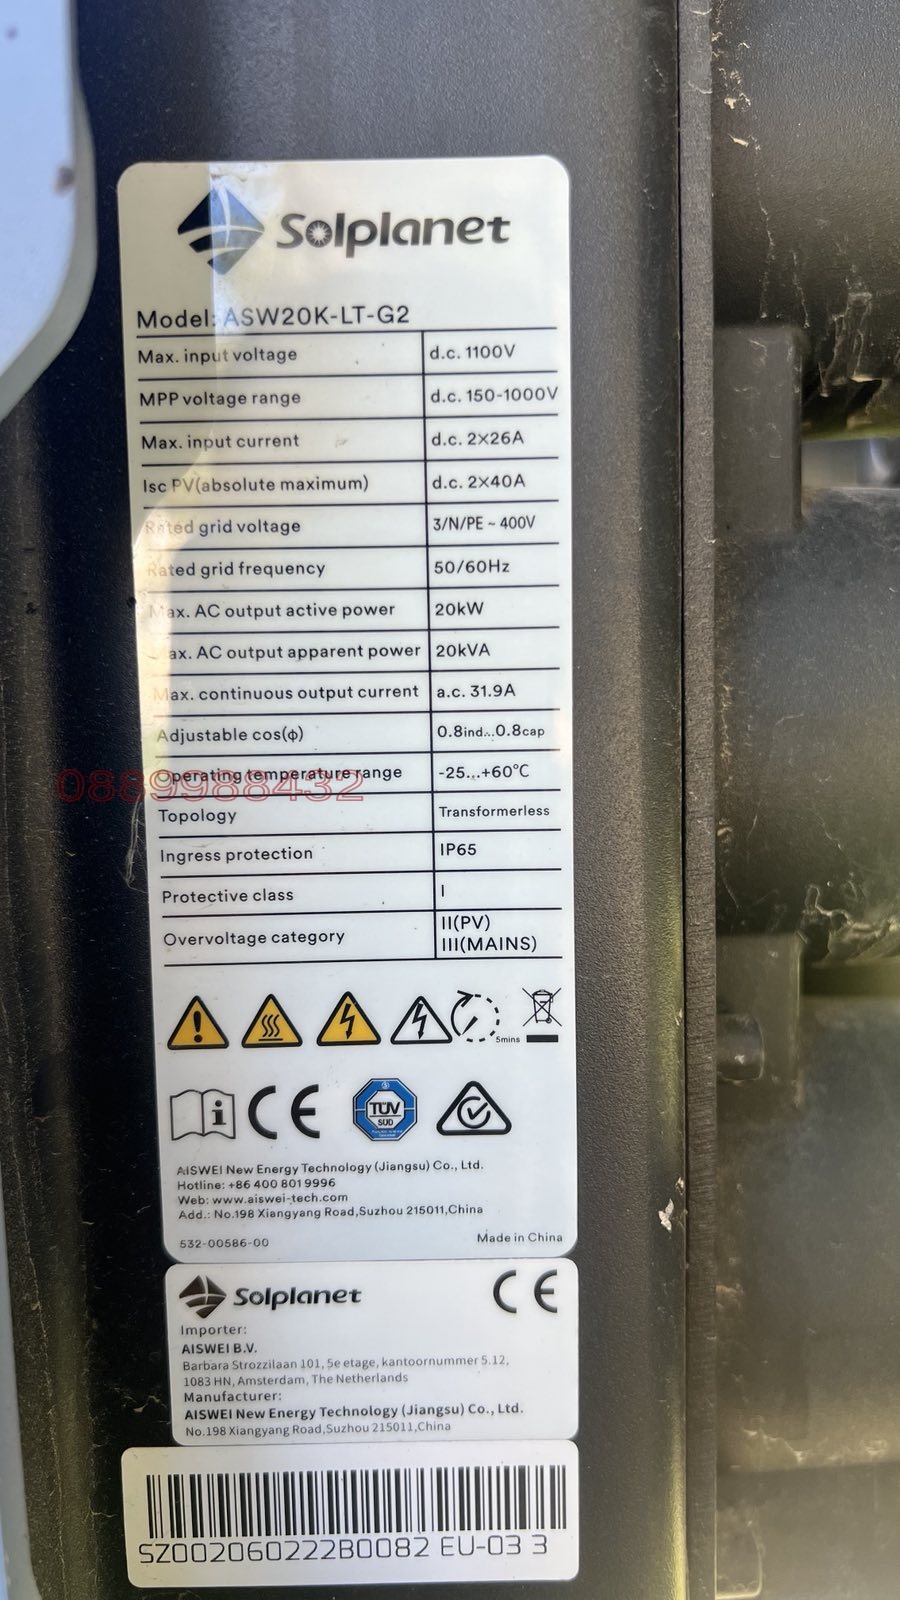 Solplanet
Model: ASW20K-LT-G2
Max. input voltage d.c. 1100V
MPP voltage range d.c. 150-1000V
Max. input current d.c. 2×26A
Isc PV(absolute maximum) d.c. 2×40A
Rated grid voltage 3/N/PE ~ 400V
Rated grid frequency 50/60Hz
Max. AC output active power 20kW
Max. AC output apparent power 20kVA
Max. continuous output current a.c. 31.9A
Adjustable cos(ϕ) 0.8ind...0.8cap
Operating temperature range -25...+60℃
0889988432
Topology Transformerless
Ingress protection IP65
Protective class I
Overvoltage category II(PV)
III(MAINS)
5mins
i CE TÜV
SÜD
AISWEI New Energy Technology (Jiangsu) Co., Ltd.
Hotline: +86 400 801 9996
Web: www.aiswei-tech.com
Add.: No.198 Xiangyang Road,Suzhou 215011,China
532-00586-00 Made in China
Solplanet CE
Importer:
AISWEI B.V.
Barbara Strozzilaan 101, 5e etage, kantoornummer 5.12,
1083 HN, Amsterdam, The Netherlands
Manufacturer:
AISWEI New Energy Technology (Jiangsu) Co., Ltd.
No.198 Xiangyang Road,Suzhou 215011,China
SZ002060222B0082 EU-03 3